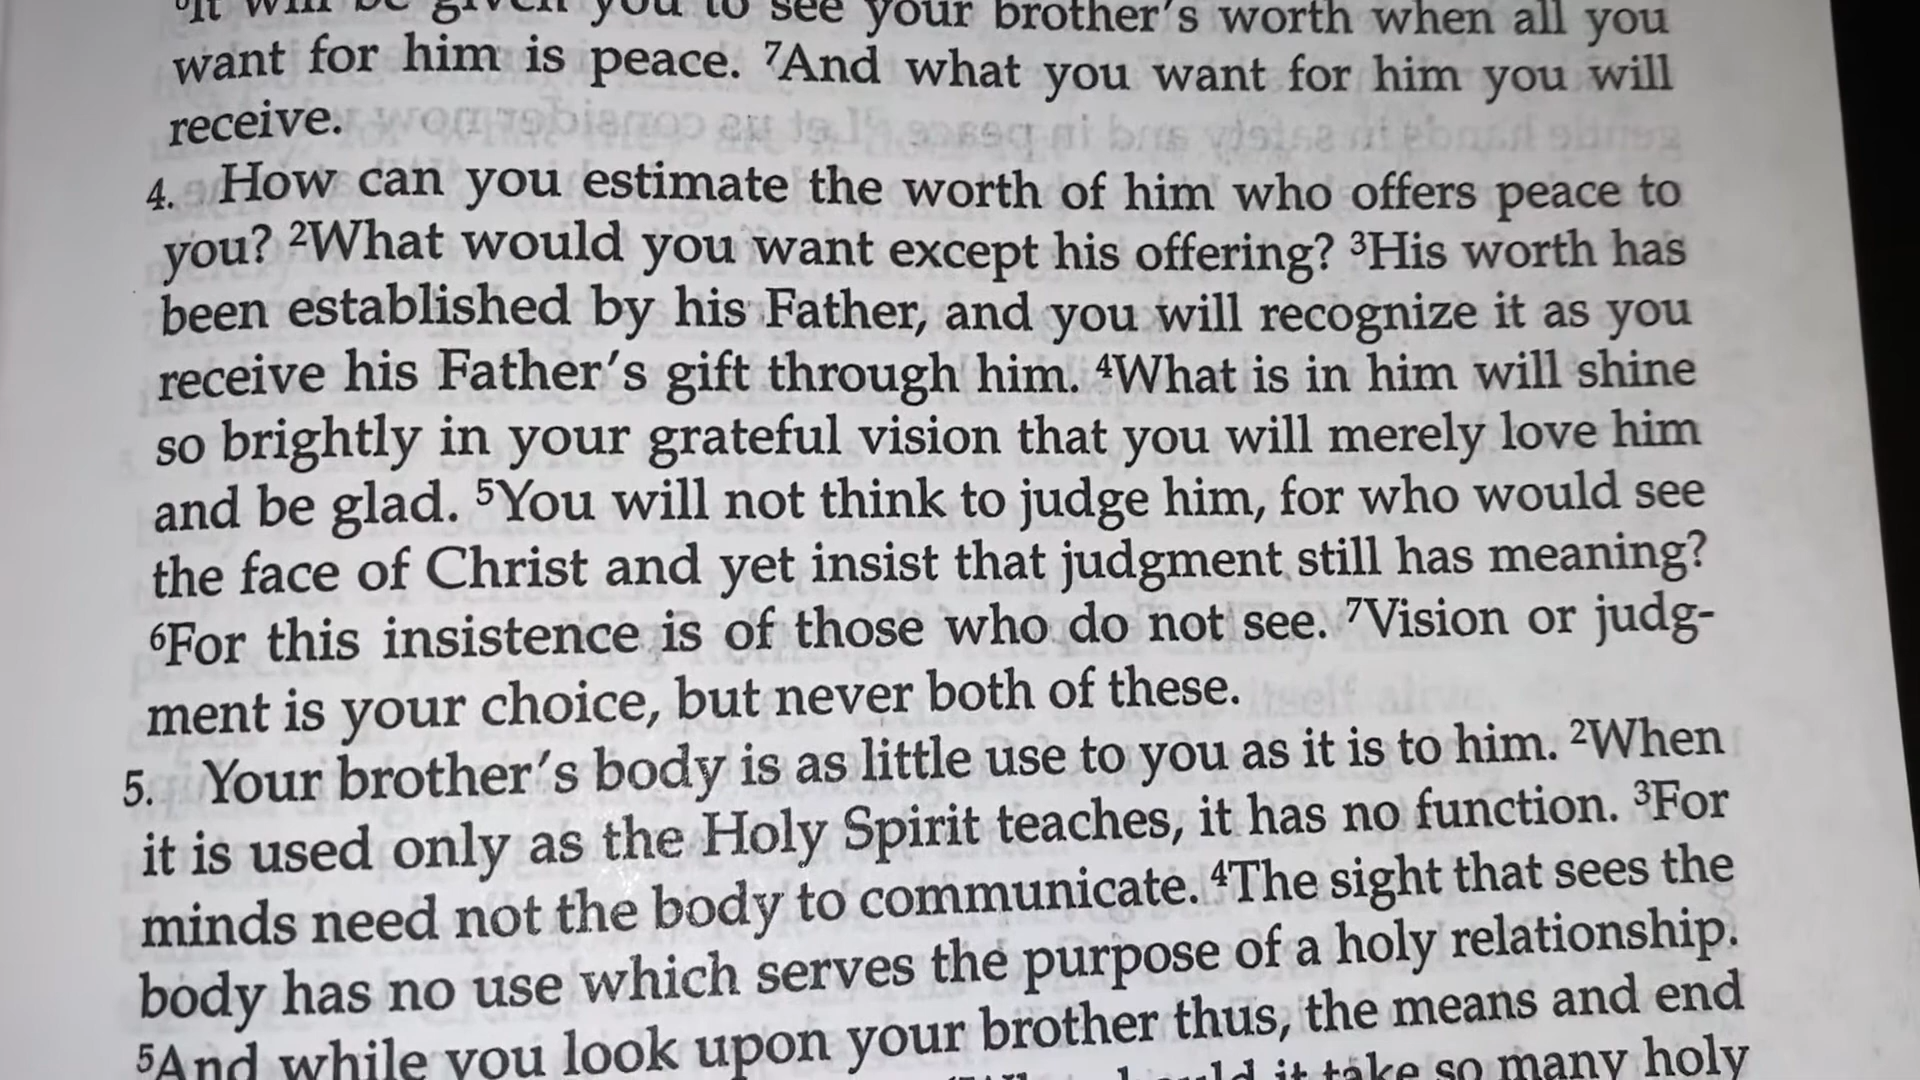 ⁶It will be given you to see your brother's worth when all you
want for him is peace. ⁷And what you want for him you will
receive.
4. How can you estimate the worth of him who offers peace to
you? ²What would you want except his offering? ³His worth has
been established by his Father, and you will recognize it as you
receive his Father's gift through him. ⁴What is in him will shine
so brightly in your grateful vision that you will merely love him
and be glad. ⁵You will not think to judge him, for who would see
the face of Christ and yet insist that judgment still has meaning?
⁶For this insistence is of those who do not see. ⁷Vision or judg-
ment is your choice, but never both of these.
5. Your brother's body is as little use to you as it is to him. ²When
it is used only as the Holy Spirit teaches, it has no function. ³For
minds need not the body to communicate. ⁴The sight that sees the
body has no use which serves the purpose of a holy relationship.
⁵And while you look upon your brother thus, the means and end
it take so many holy